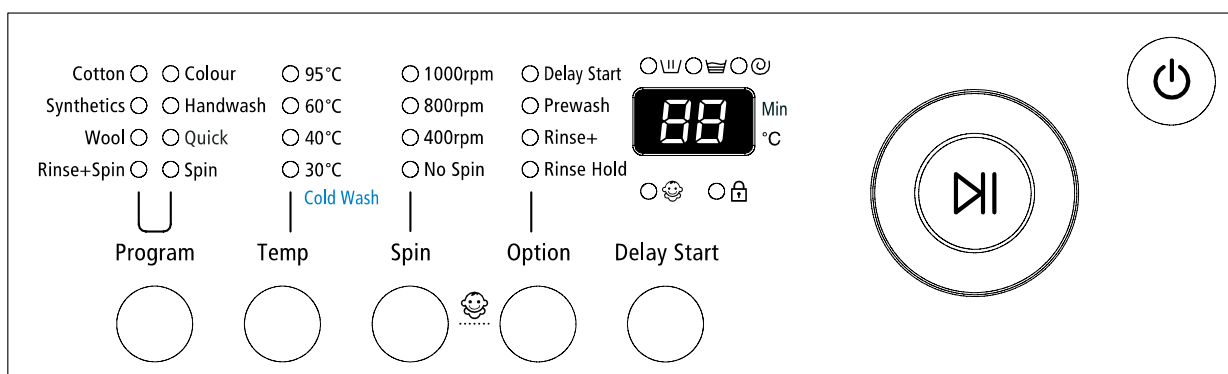 Cotton Colour 95°C 1000rpm Delay Start
Synthetics Handwash 60°C 800rpm Prewash
Wool Quick 40°C 400rpm Rinse+
Rinse+Spin Spin 30°C No Spin Rinse Hold
88 Min
°C
Cold Wash
Program Temp Spin Option Delay Start